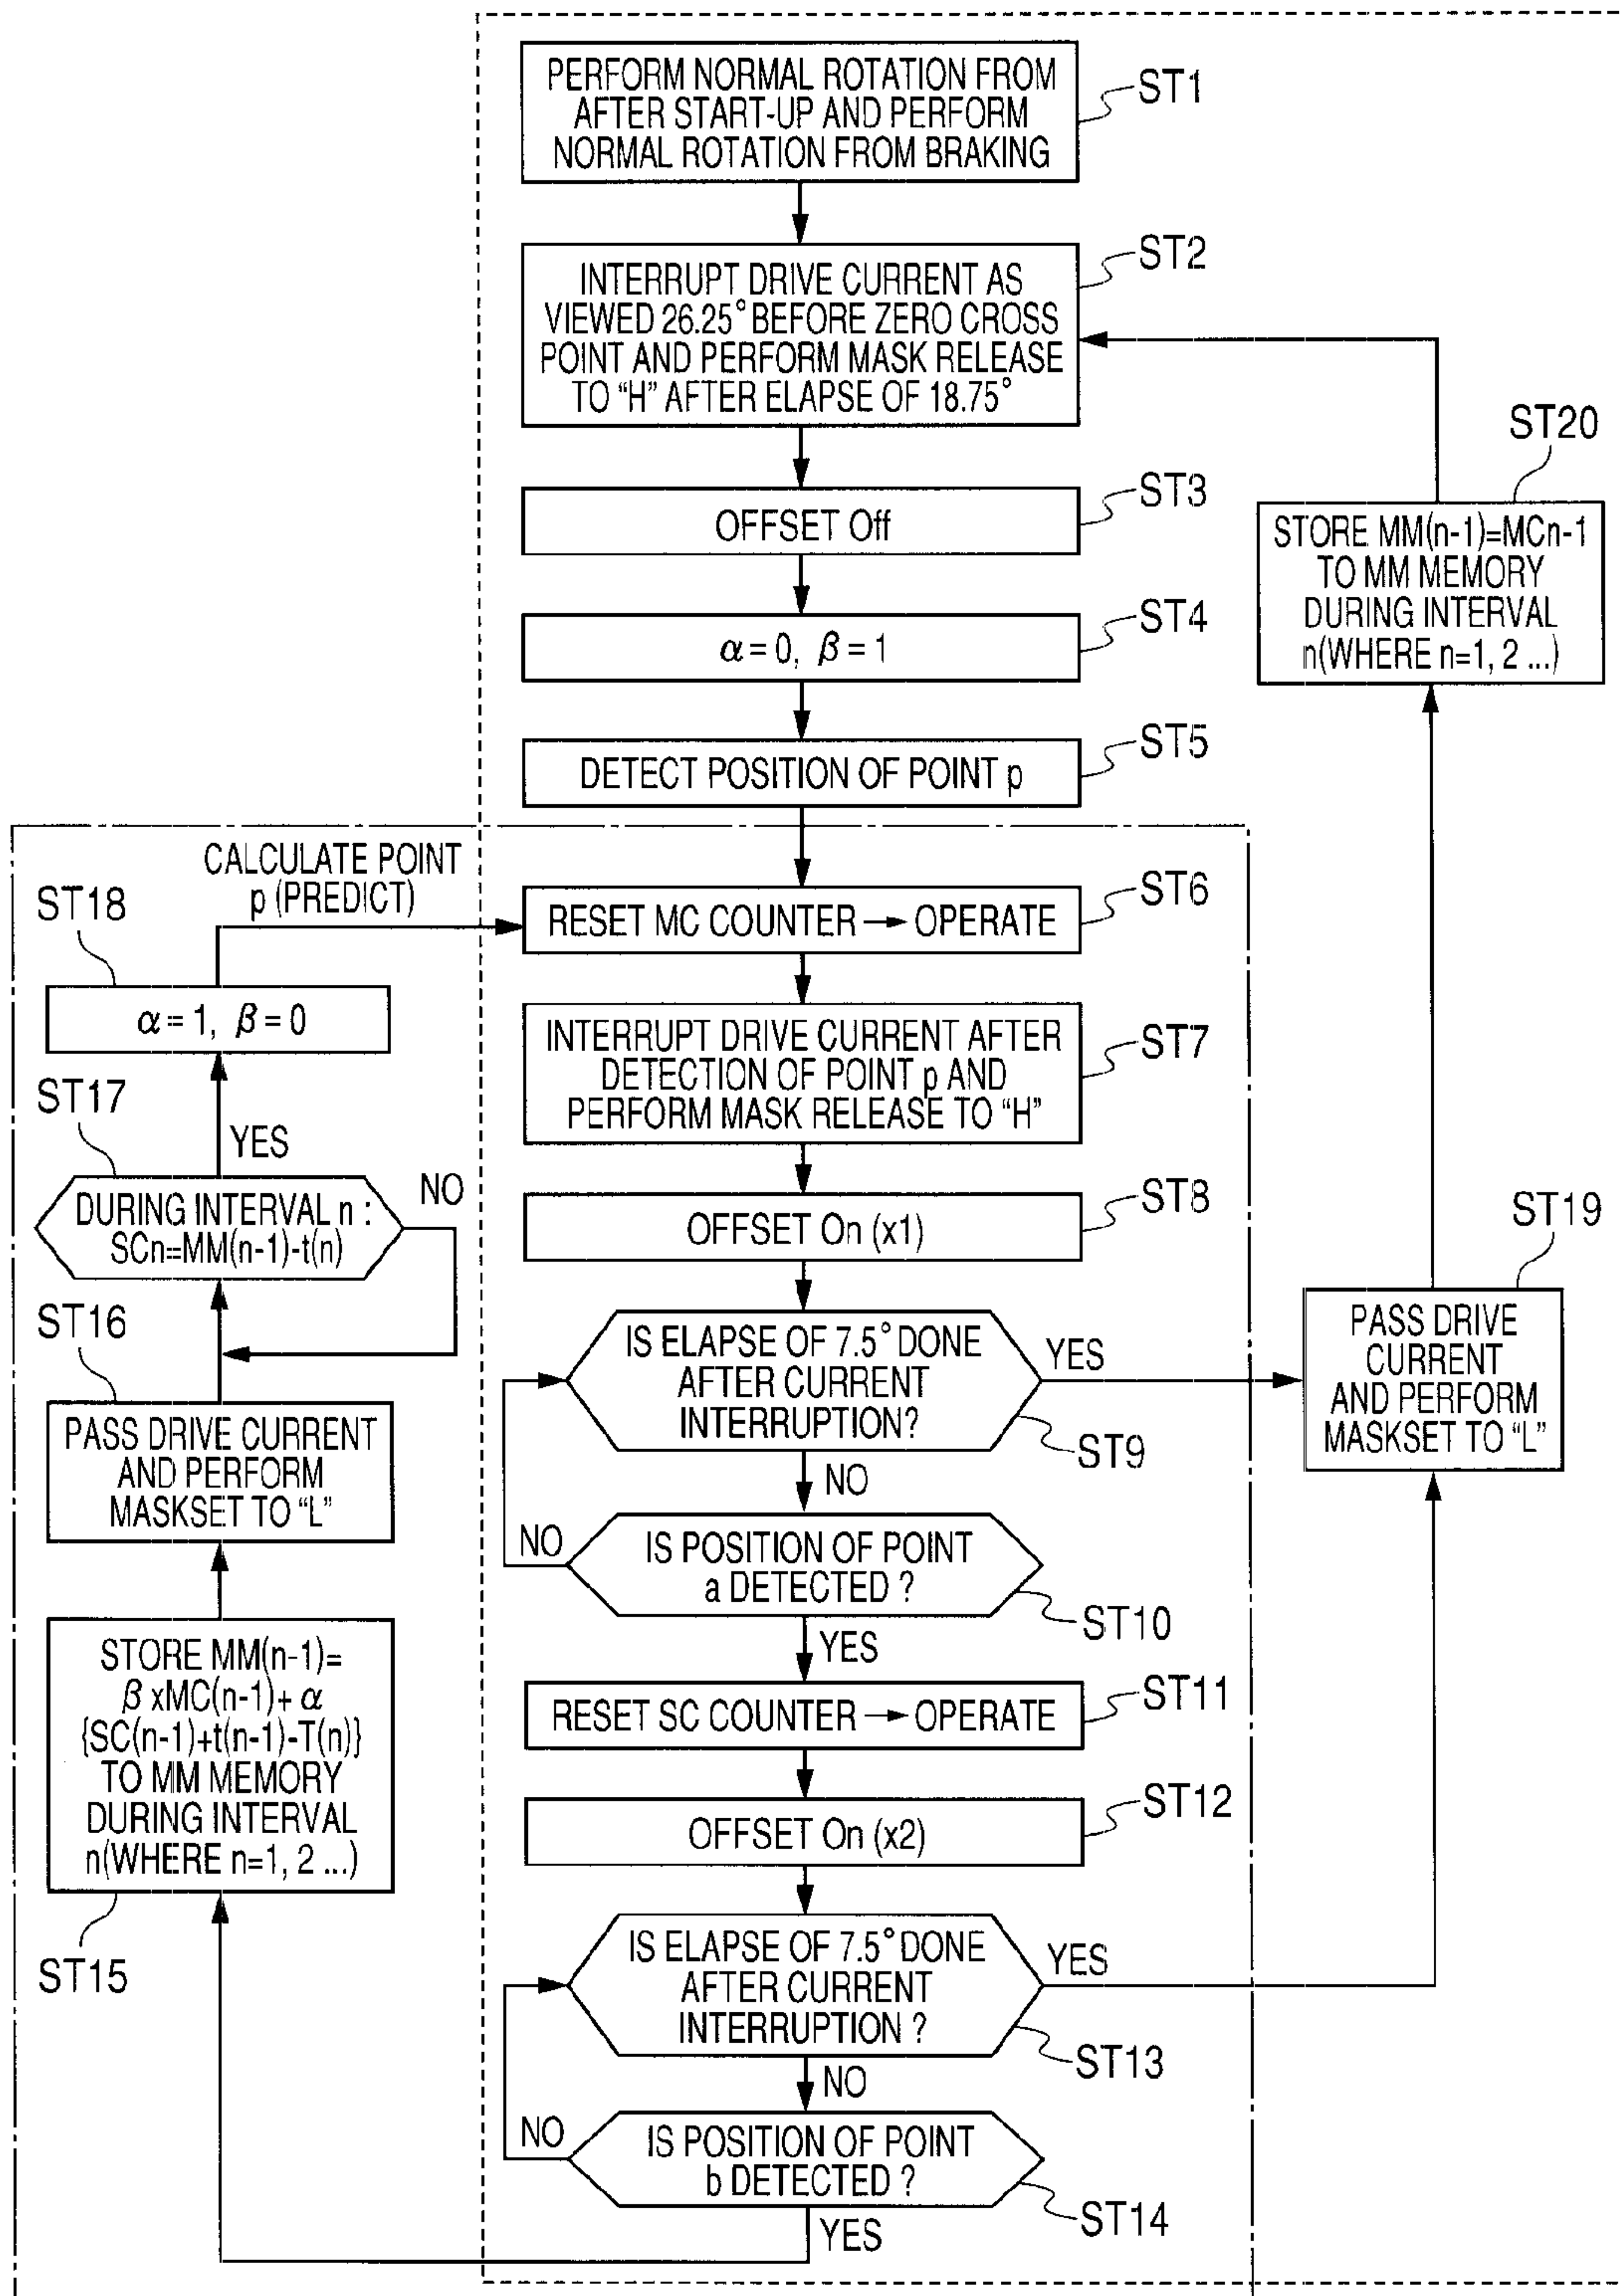 PERFORM NORMAL ROTATION FROM
AFTER START-UP AND PERFORM
NORMAL ROTATION FROM BRAKING
ST1
INTERRUPT DRIVE CURRENT AS
VIEWED 26.25° BEFORE ZERO CROSS
POINT AND PERFORM MASK RELEASE
TO “H” AFTER ELAPSE OF 18.75°
ST2
OFFSET Off
ST3
α = 0, β = 1
ST4
DETECT POSITION OF POINT p
ST5
RESET MC COUNTER → OPERATE
ST6
INTERRUPT DRIVE CURRENT AFTER
DETECTION OF POINT p AND
PERFORM MASK RELEASE TO “H”
ST7
OFFSET On (x1)
ST8
IS ELAPSE OF 7.5° DONE
AFTER CURRENT
INTERRUPTION?
ST9
YES
NO
IS POSITION OF POINT
a DETECTED ?
ST10
NO
YES
RESET SC COUNTER → OPERATE
ST11
OFFSET On (x2)
ST12
IS ELAPSE OF 7.5° DONE
AFTER CURRENT
INTERRUPTION ?
ST13
YES
NO
IS POSITION OF POINT
b DETECTED ?
ST14
NO
YES
STORE MM(n-1)=
β xMC(n-1)+ α
{SC(n-1)+t(n-1)-T(n)}
TO MM MEMORY
DURING INTERVAL
n(WHERE n=1, 2 ...)
ST15
PASS DRIVE CURRENT
AND PERFORM
MASKSET TO “L”
ST16
DURING INTERVAL n :
SCn=MM(n-1)-t(n)
ST17
NO
YES
α = 1, β = 0
ST18
CALCULATE POINT
p (PREDICT)
PASS DRIVE
CURRENT
AND PERFORM
MASKSET TO “L”
ST19
STORE MM(n-1)=MCn-1
TO MM MEMORY
DURING INTERVAL
n(WHERE n=1, 2 ...)
ST20